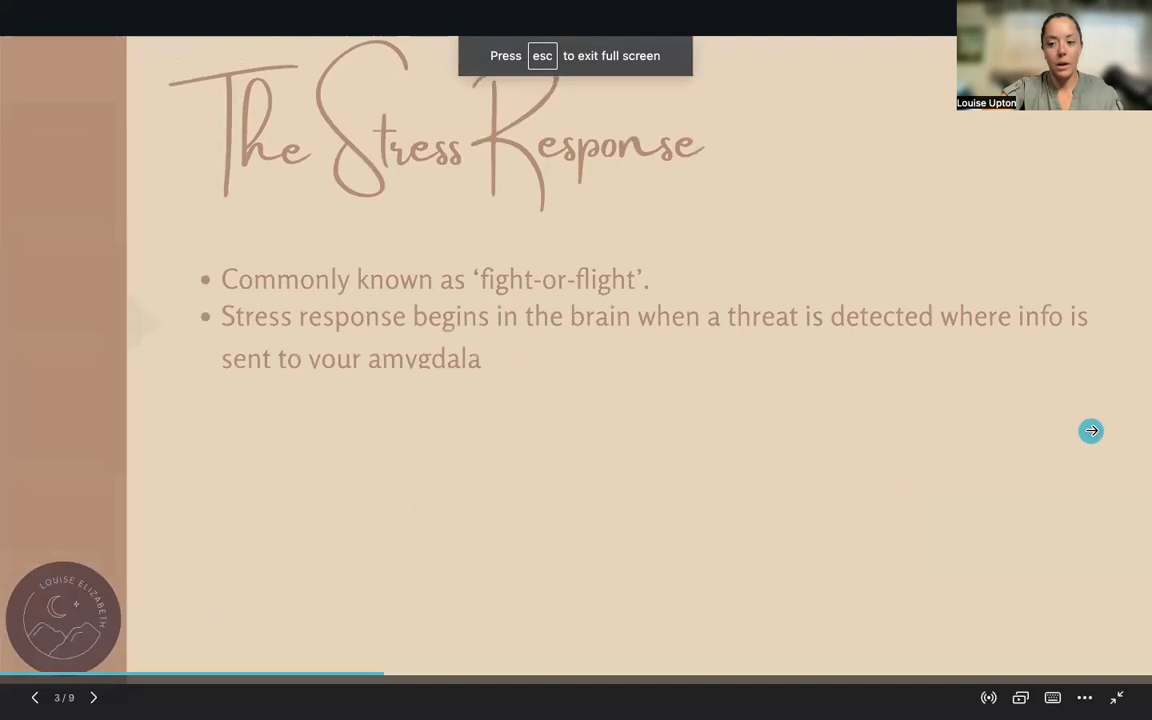 Press esc to exit full screen
Louise Upton
The Stress Response
• Commonly known as ‘fight-or-flight’.
• Stress response begins in the brain when a threat is detected where info is
sent to your amygdala
LOUISE ELIZABETH
3 / 9